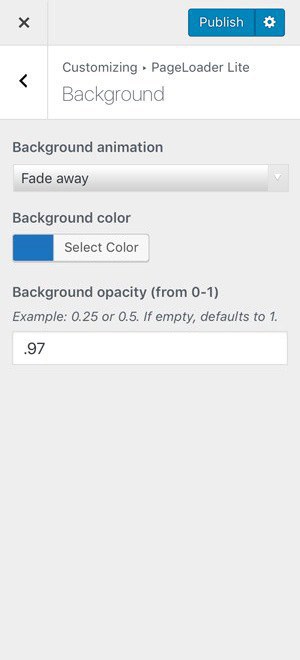 Publish
Customizing ▸ PageLoader Lite
Background
Background animation
Fade away
Background color
Select Color
Background opacity (from 0-1)
Example: 0.25 or 0.5. If empty, defaults to 1.
.97